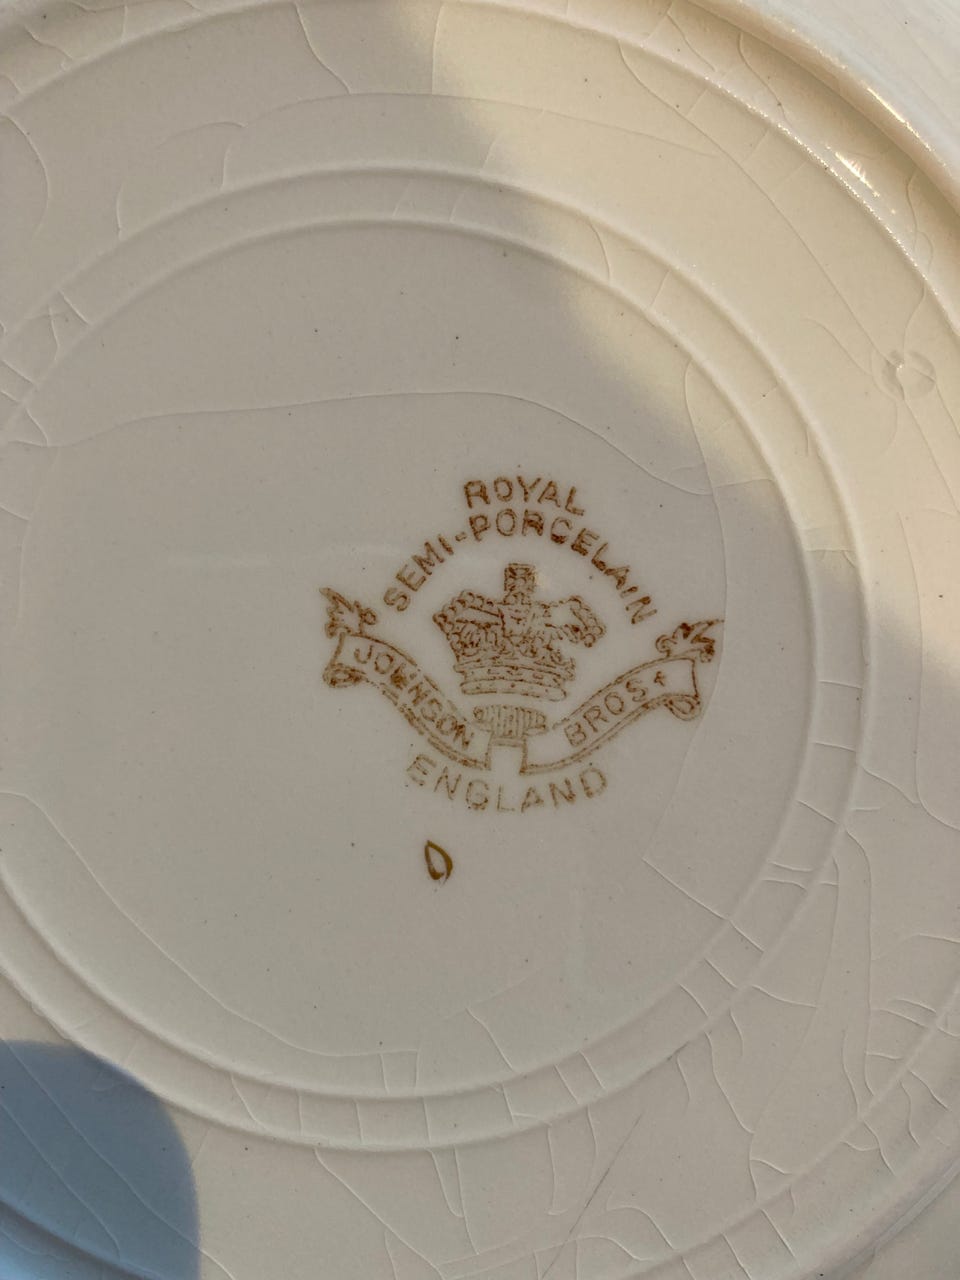 ROYAL
SEMI-PORCELAIN
JOHNSON BROS.
ENGLAND